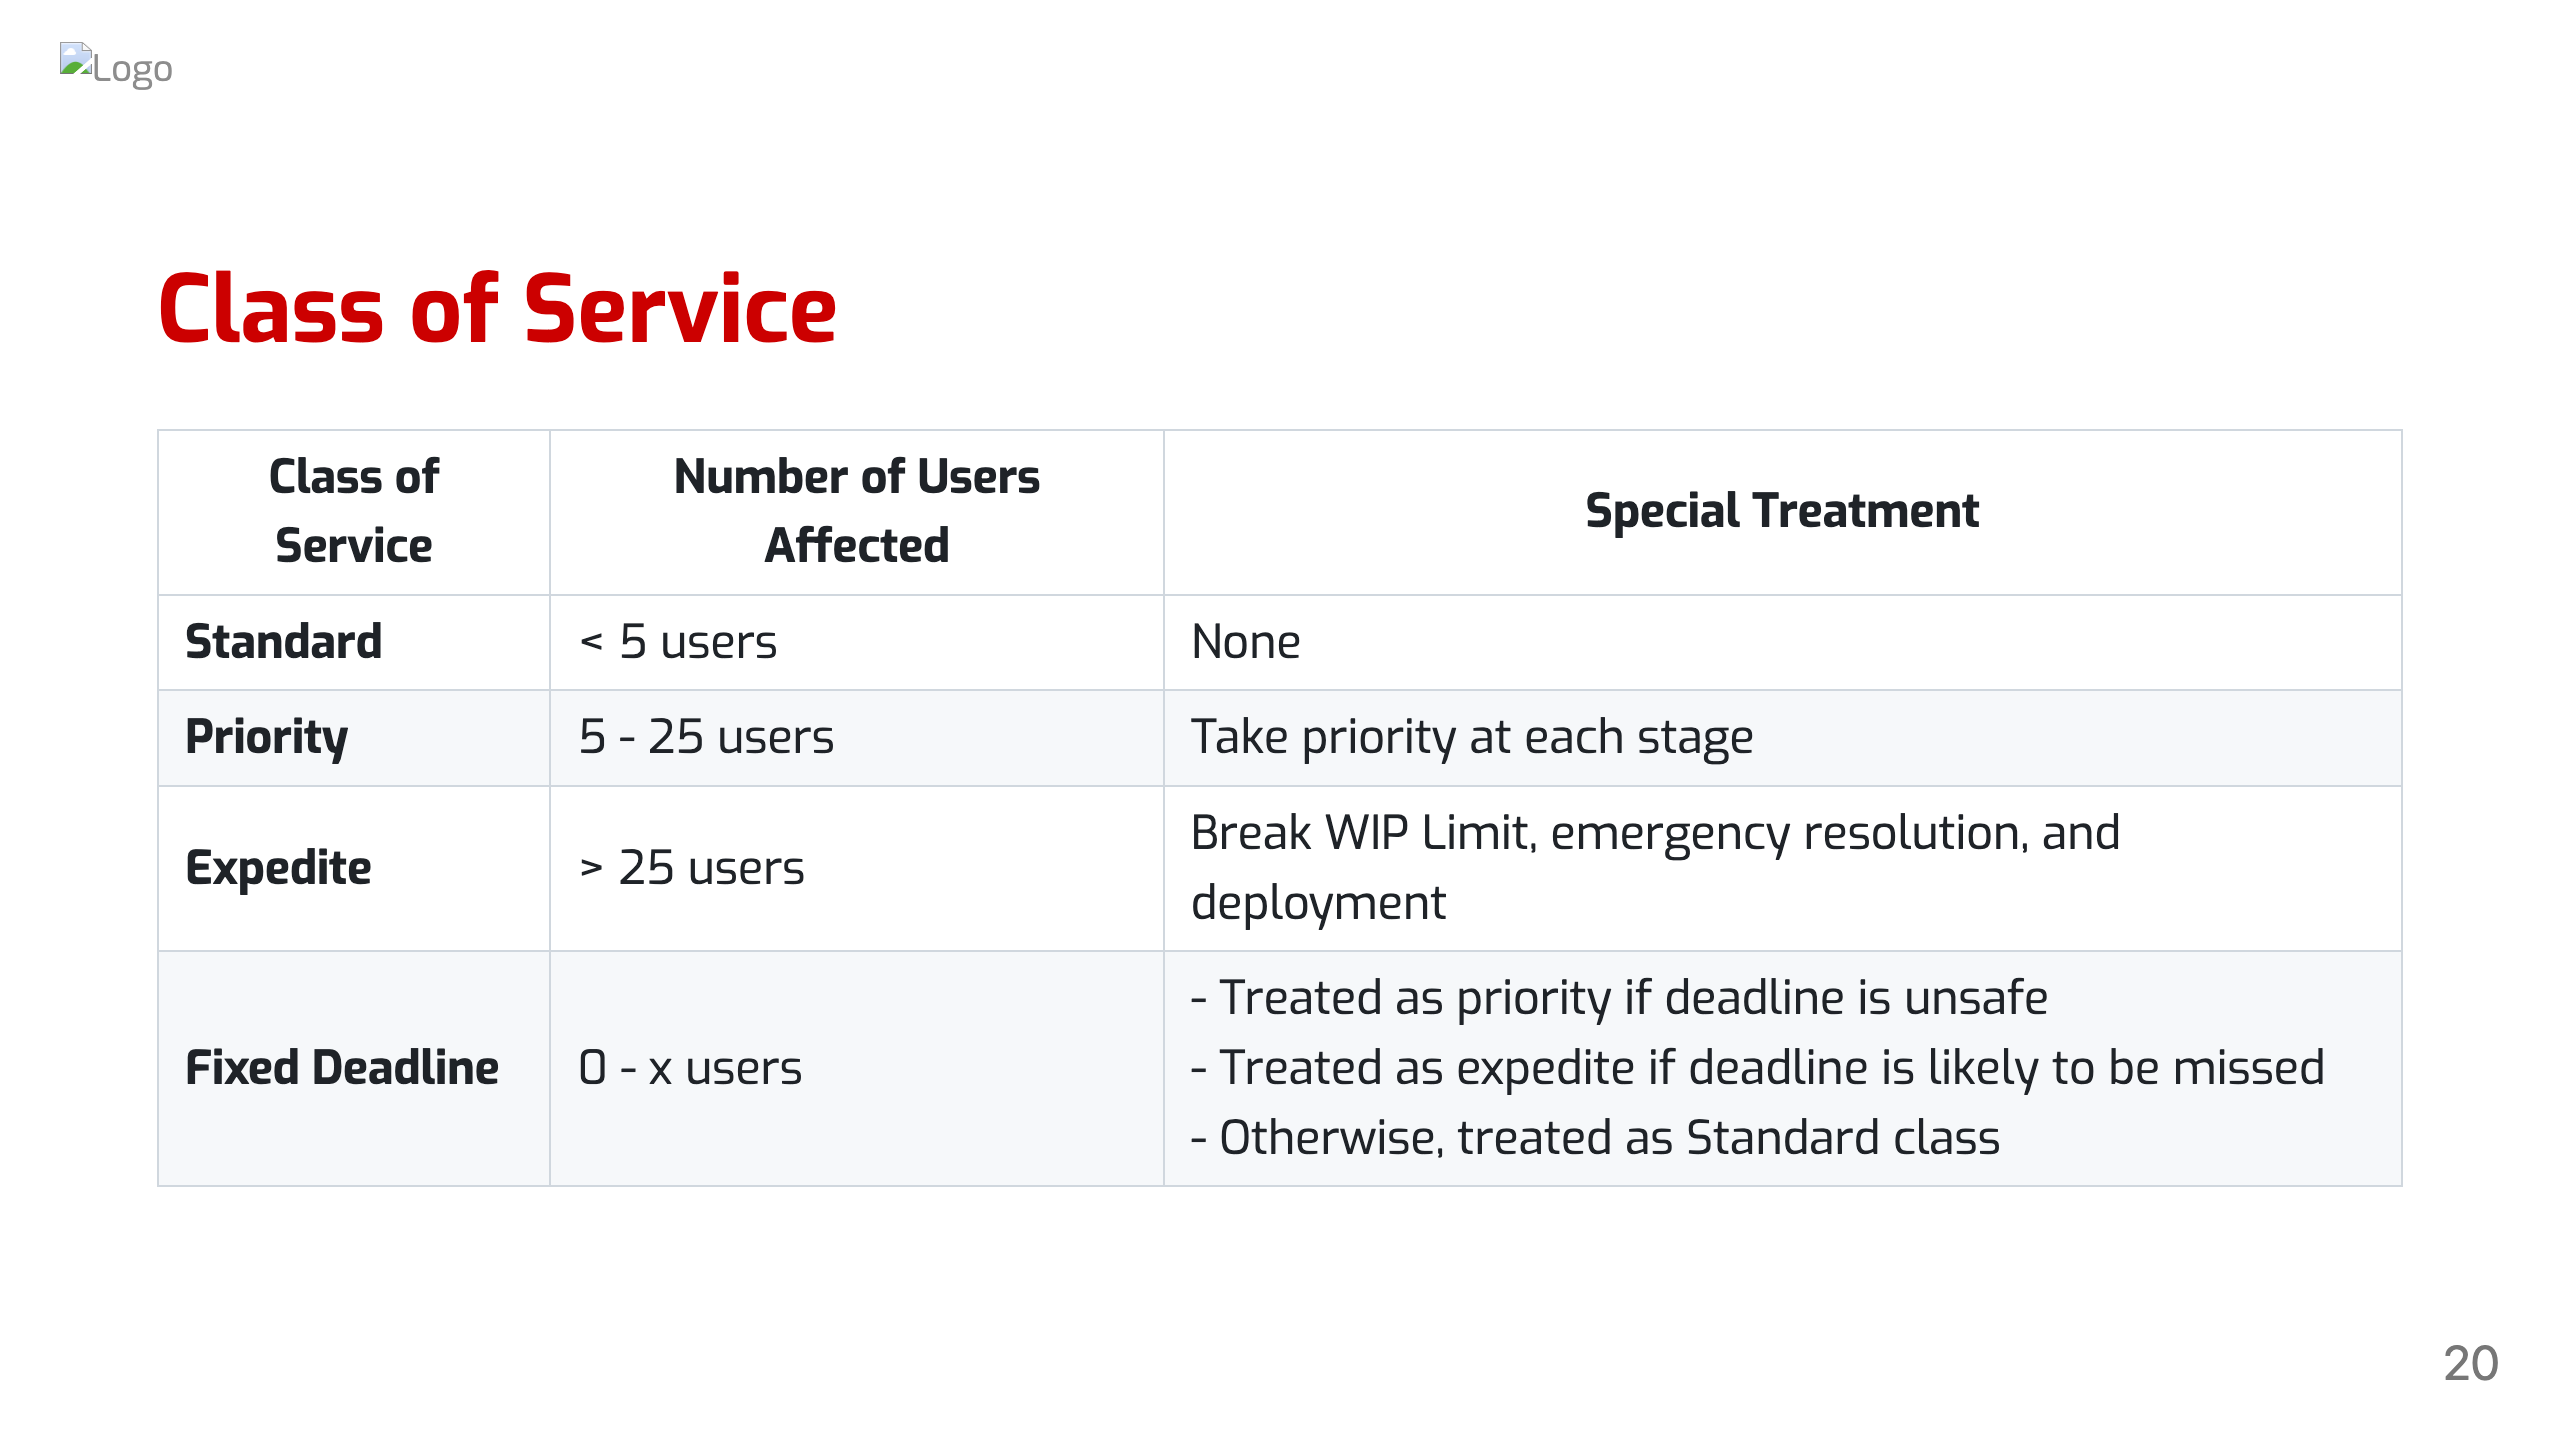 Logo
Class of Service
Class of
Service
Number of Users
Affected
Special Treatment
Standard
< 5 users
None
Priority
5 - 25 users
Take priority at each stage
Expedite
> 25 users
Break WIP Limit, emergency resolution, and
deployment
Fixed Deadline
0 - x users
- Treated as priority if deadline is unsafe
- Treated as expedite if deadline is likely to be missed
- Otherwise, treated as Standard class
20